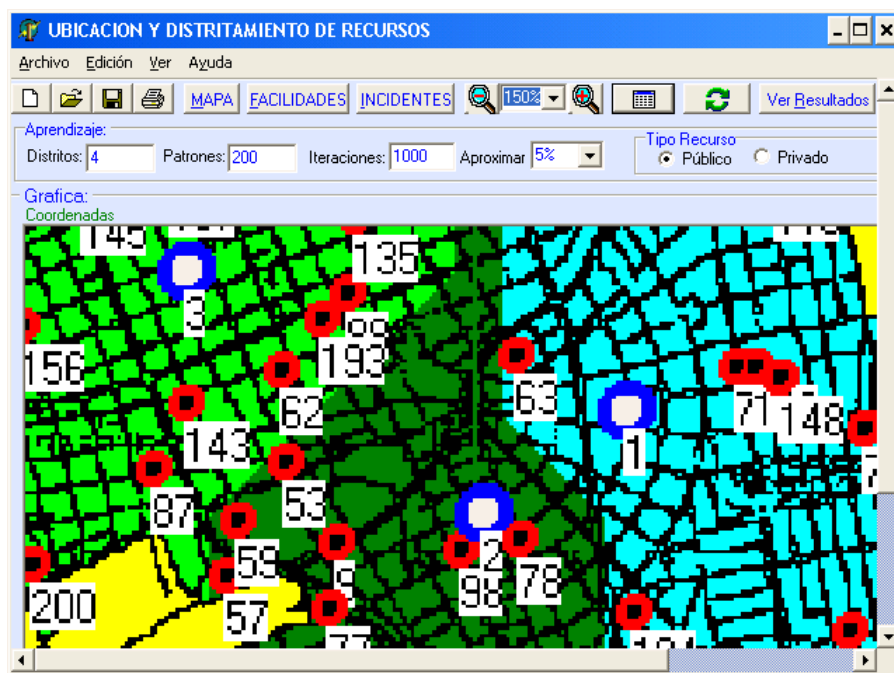 UBICACION Y DISTRITAMIENTO DE RECURSOS
Archivo Edición Ver Ayuda
MAPA FACILIDADES INCIDENTES 150% Ver Resultados
Aprendizaje:
Distritos: 4 Patrones: 200 Iteraciones: 1000 Aproximar 5% Tipo Recurso
Público Privado
Grafica:
Coordenadas
145
135
3
193
156
62
63
71
148
143
1
53
87
59
2
9
98
78
200
57